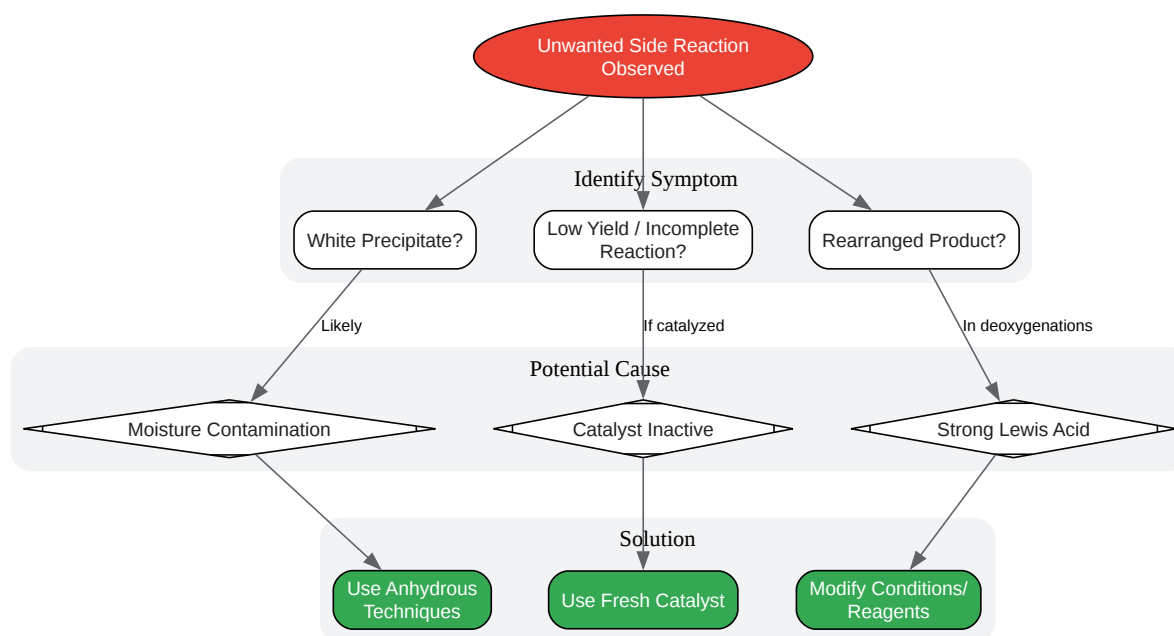 Unwanted Side Reaction
Observed
Identify Symptom
White Precipitate?
Low Yield / Incomplete
Reaction?
Rearranged Product?
Likely
If catalyzed
In deoxygenations
Potential Cause
Moisture Contamination
Catalyst Inactive
Strong Lewis Acid
Solution
Use Anhydrous
Techniques
Use Fresh Catalyst
Modify Conditions/
Reagents